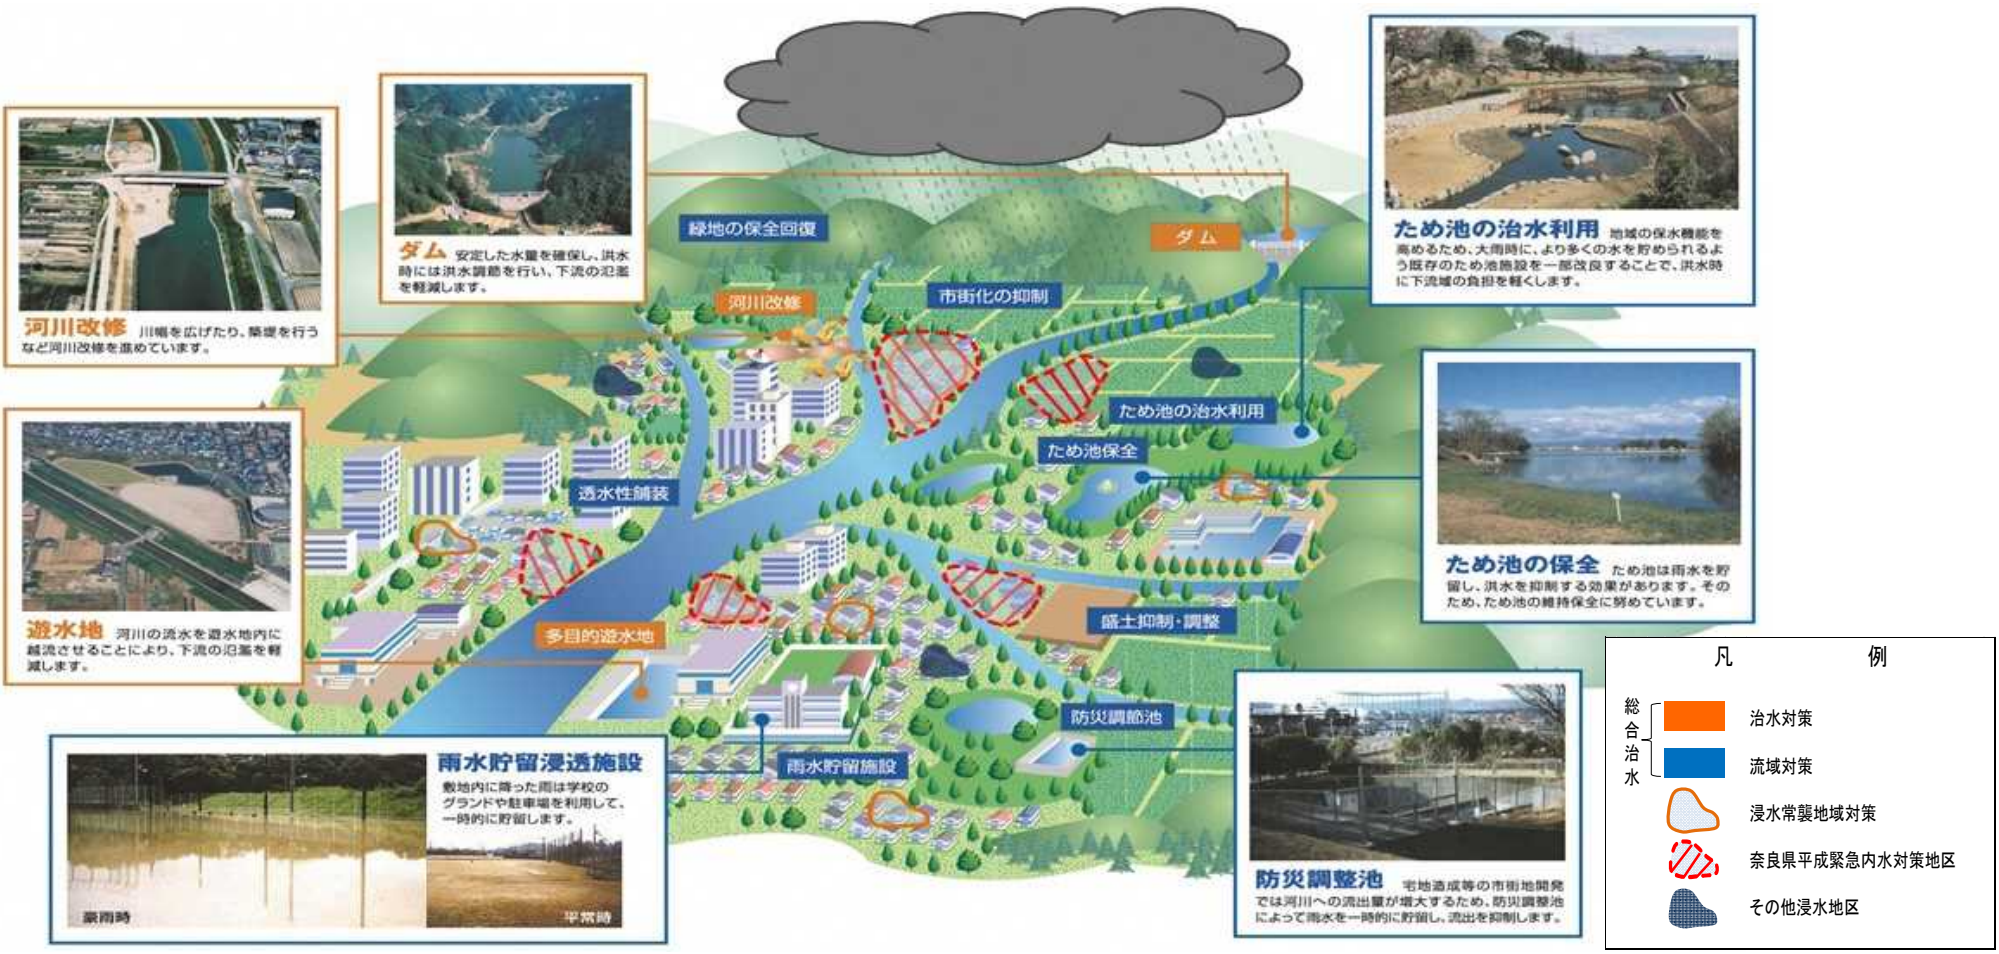 ダム 安定した水量を確保し、洪水
時には洪水調節を行い、下流の氾濫
を軽減します。
河川改修 川幅を広げたり、築堤を行う
など河川改修を進めています。
遊水地 河川の流水を遊水地内に
越流させることにより、下流の氾濫を軽
減します。
雨水貯留浸透施設
敷地内に降った雨は学校の
グランドや駐車場を利用して、
一時的に貯留します。
豪雨時
平常時
緑地の保全回復
ダム
河川改修
市街化の抑制
ため池の治水利用
ため池保全
透水性舗装
多目的遊水地
盛土抑制・調整
防災調節池
雨水貯留施設
ため池の治水利用 地域の保水機能を
高めるため、大雨時に、より多くの水を貯められるよ
う既存のため池施設を一部改良することで、洪水時
に下流域の負担を軽くします。
ため池の保全 ため池は雨水を貯
留し、洪水を抑制する効果があります。その
ため、ため池の維持保全に努めています。
防災調整池 宅地造成等の市街地開発
では河川への流出量が増大するため、防災調整池
によって雨水を一時的に貯留し、流出を抑制します。
凡 例
総合治水
治水対策
流域対策
浸水常襲地域対策
奈良県平成緊急内水対策地区
その他浸水地区